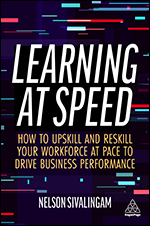 LEARNING
AT SPEED
HOW TO UPSKILL AND RESKILL
YOUR WORKFORCE AT PACE TO
DRIVE BUSINESS PERFORMANCE
NELSON SIVALINGAM